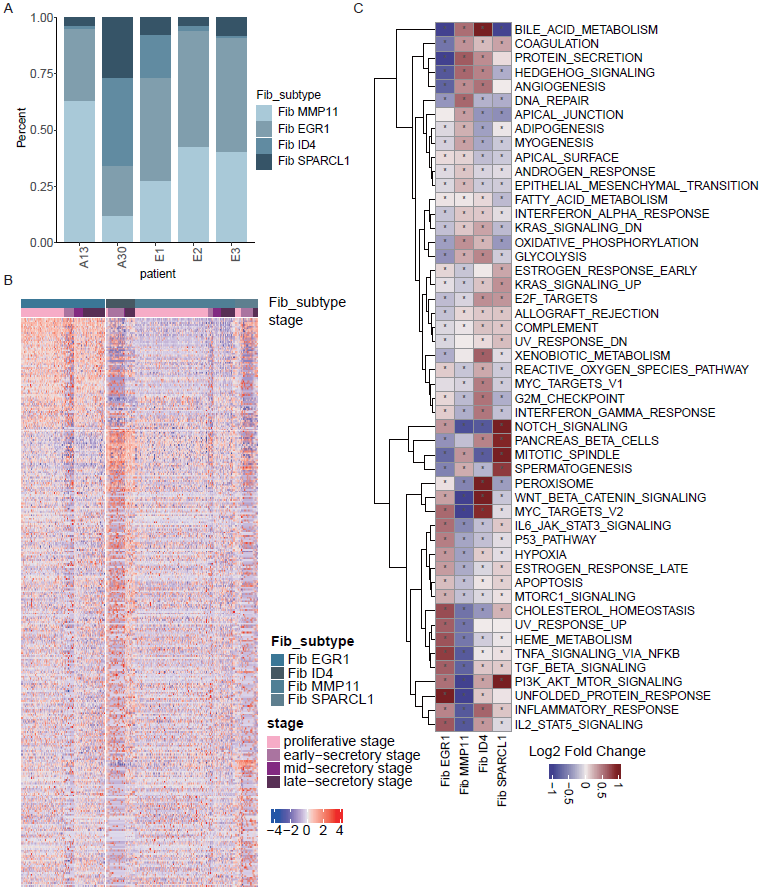 A
1.00
0.75
0.50
0.25
0.00
Percent
A13
A30
E1
E2
E3
patient
Fib_subtype
Fib MMP11
Fib EGR1
Fib ID4
Fib SPARCL1
B
Fib_subtype
stage
Fib_subtype
Fib EGR1
Fib ID4
Fib MMP11
Fib SPARCL1
stage
proliferative stage
early−secretory stage
mid−secretory stage
late−secretory stage
−4 −2 0 2 4
C
BILE_ACID_METABOLISM
COAGULATION
PROTEIN_SECRETION
HEDGEHOG_SIGNALING
ANGIOGENESIS
DNA_REPAIR
APICAL_JUNCTION
ADIPOGENESIS
MYOGENESIS
APICAL_SURFACE
ANDROGEN_RESPONSE
EPITHELIAL_MESENCHYMAL_TRANSITION
FATTY_ACID_METABOLISM
INTERFERON_ALPHA_RESPONSE
KRAS_SIGNALING_DN
OXIDATIVE_PHOSPHORYLATION
GLYCOLYSIS
ESTROGEN_RESPONSE_EARLY
KRAS_SIGNALING_UP
E2F_TARGETS
ALLOGRAFT_REJECTION
COMPLEMENT
UV_RESPONSE_DN
XENOBIOTIC_METABOLISM
REACTIVE_OXYGEN_SPECIES_PATHWAY
MYC_TARGETS_V1
G2M_CHECKPOINT
INTERFERON_GAMMA_RESPONSE
NOTCH_SIGNALING
PANCREAS_BETA_CELLS
MITOTIC_SPINDLE
SPERMATOGENESIS
PEROXISOME
WNT_BETA_CATENIN_SIGNALING
MYC_TARGETS_V2
IL6_JAK_STAT3_SIGNALING
P53_PATHWAY
HYPOXIA
ESTROGEN_RESPONSE_LATE
APOPTOSIS
MTORC1_SIGNALING
CHOLESTEROL_HOMEOSTASIS
UV_RESPONSE_UP
HEME_METABOLISM
TNFA_SIGNALING_VIA_NFKB
TGF_BETA_SIGNALING
PI3K_AKT_MTOR_SIGNALING
UNFOLDED_PROTEIN_RESPONSE
INFLAMMATORY_RESPONSE
IL2_STAT5_SIGNALING
Fib EGR1
Fib MMP11
Fib ID4
Fib SPARCL1
Log2 Fold Change
−1 −0.5 0 0.5 1